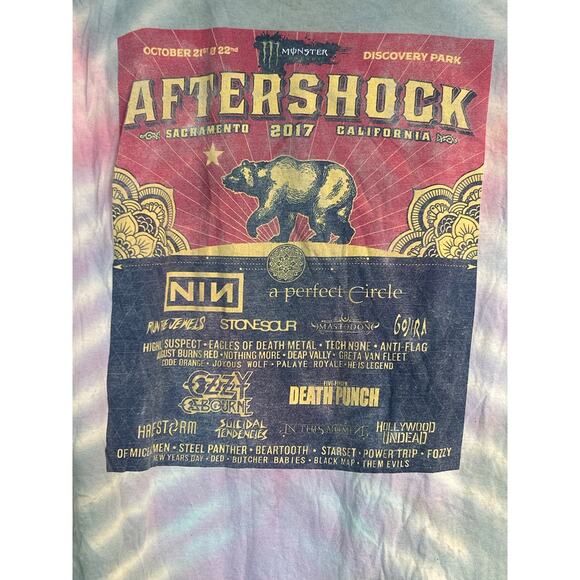 OCTOBER 21ST & 22ND
MONSTER
DISCOVERY PARK
AFTERSHOCK
SACRAMENTO 2017 CALIFORNIA
NIN a perfect Circle
RUN THE JEWELS STONE SOUR MASTODON GOJIRA
HIGHLY SUSPECT • EAGLES OF DEATH METAL • TECH N9NE • ANTI-FLAG
AUGUST BURNS RED • NOTHING MORE • DEAP VALLY • GRETA VAN FLEET
CODE ORANGE • JOYOUS WOLF • PALAYE ROYALE • HE IS LEGEND
OZZY OSBOURNE
FIVE FINGER DEATH PUNCH
HALESTORM SUICIDAL TENDENCIES IN THIS MOMENT HOLLYWOOD UNDEAD
OF MICE & MEN • STEEL PANTHER • BEARTOOTH • STARSET • POWER TRIP • FOZZY
NEW YEARS DAY • DED • BUTCHER BABIES • BLACK MAP • THEM EVILS